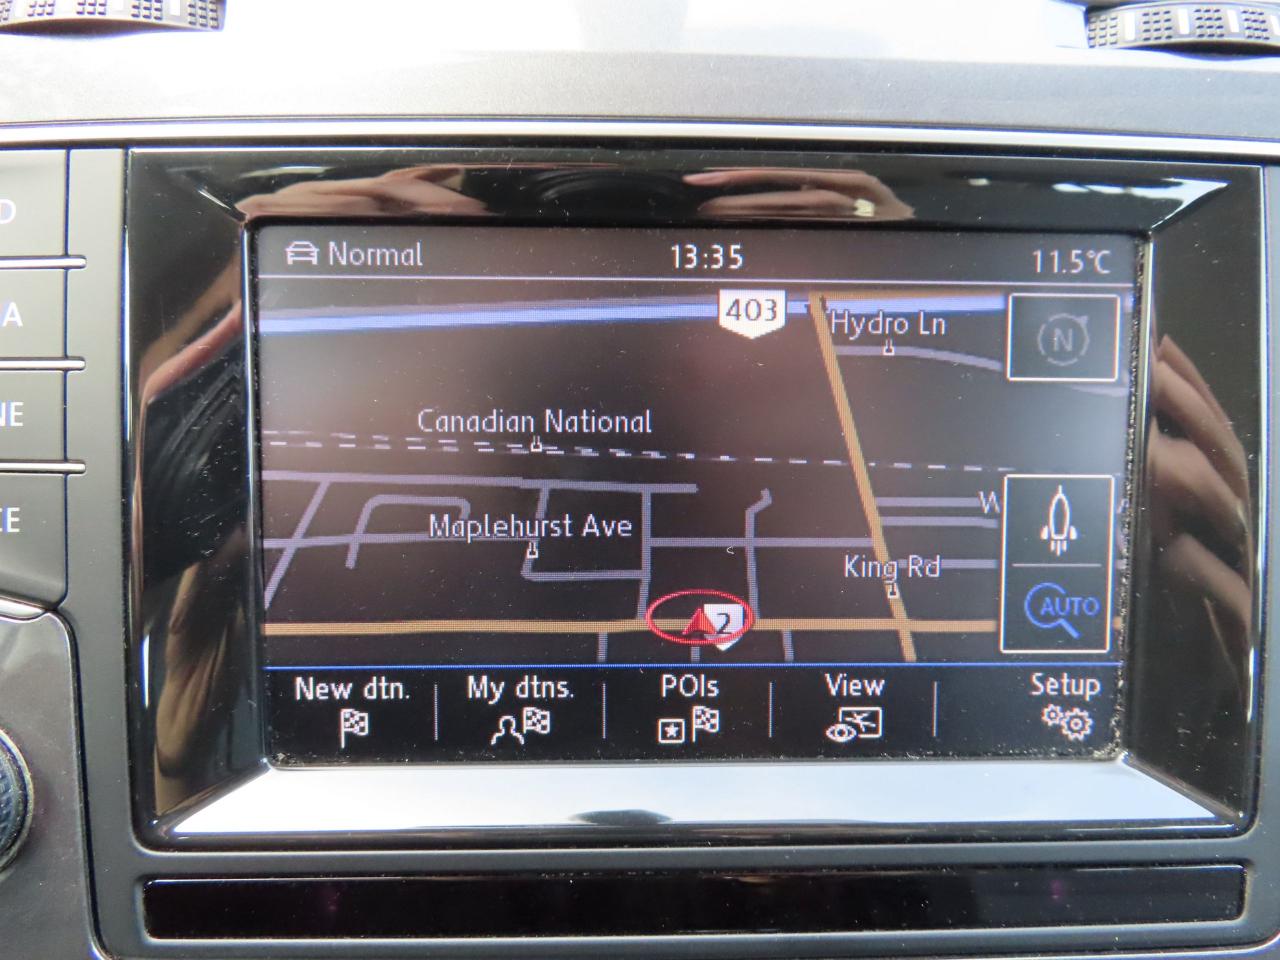 Normal
13:35
11.5°C
403
Hydro Ln
N
Canadian National
Maplehurst Ave
King Rd
AUTO
2
New dtn.
My dtns.
POIs
View
Setup